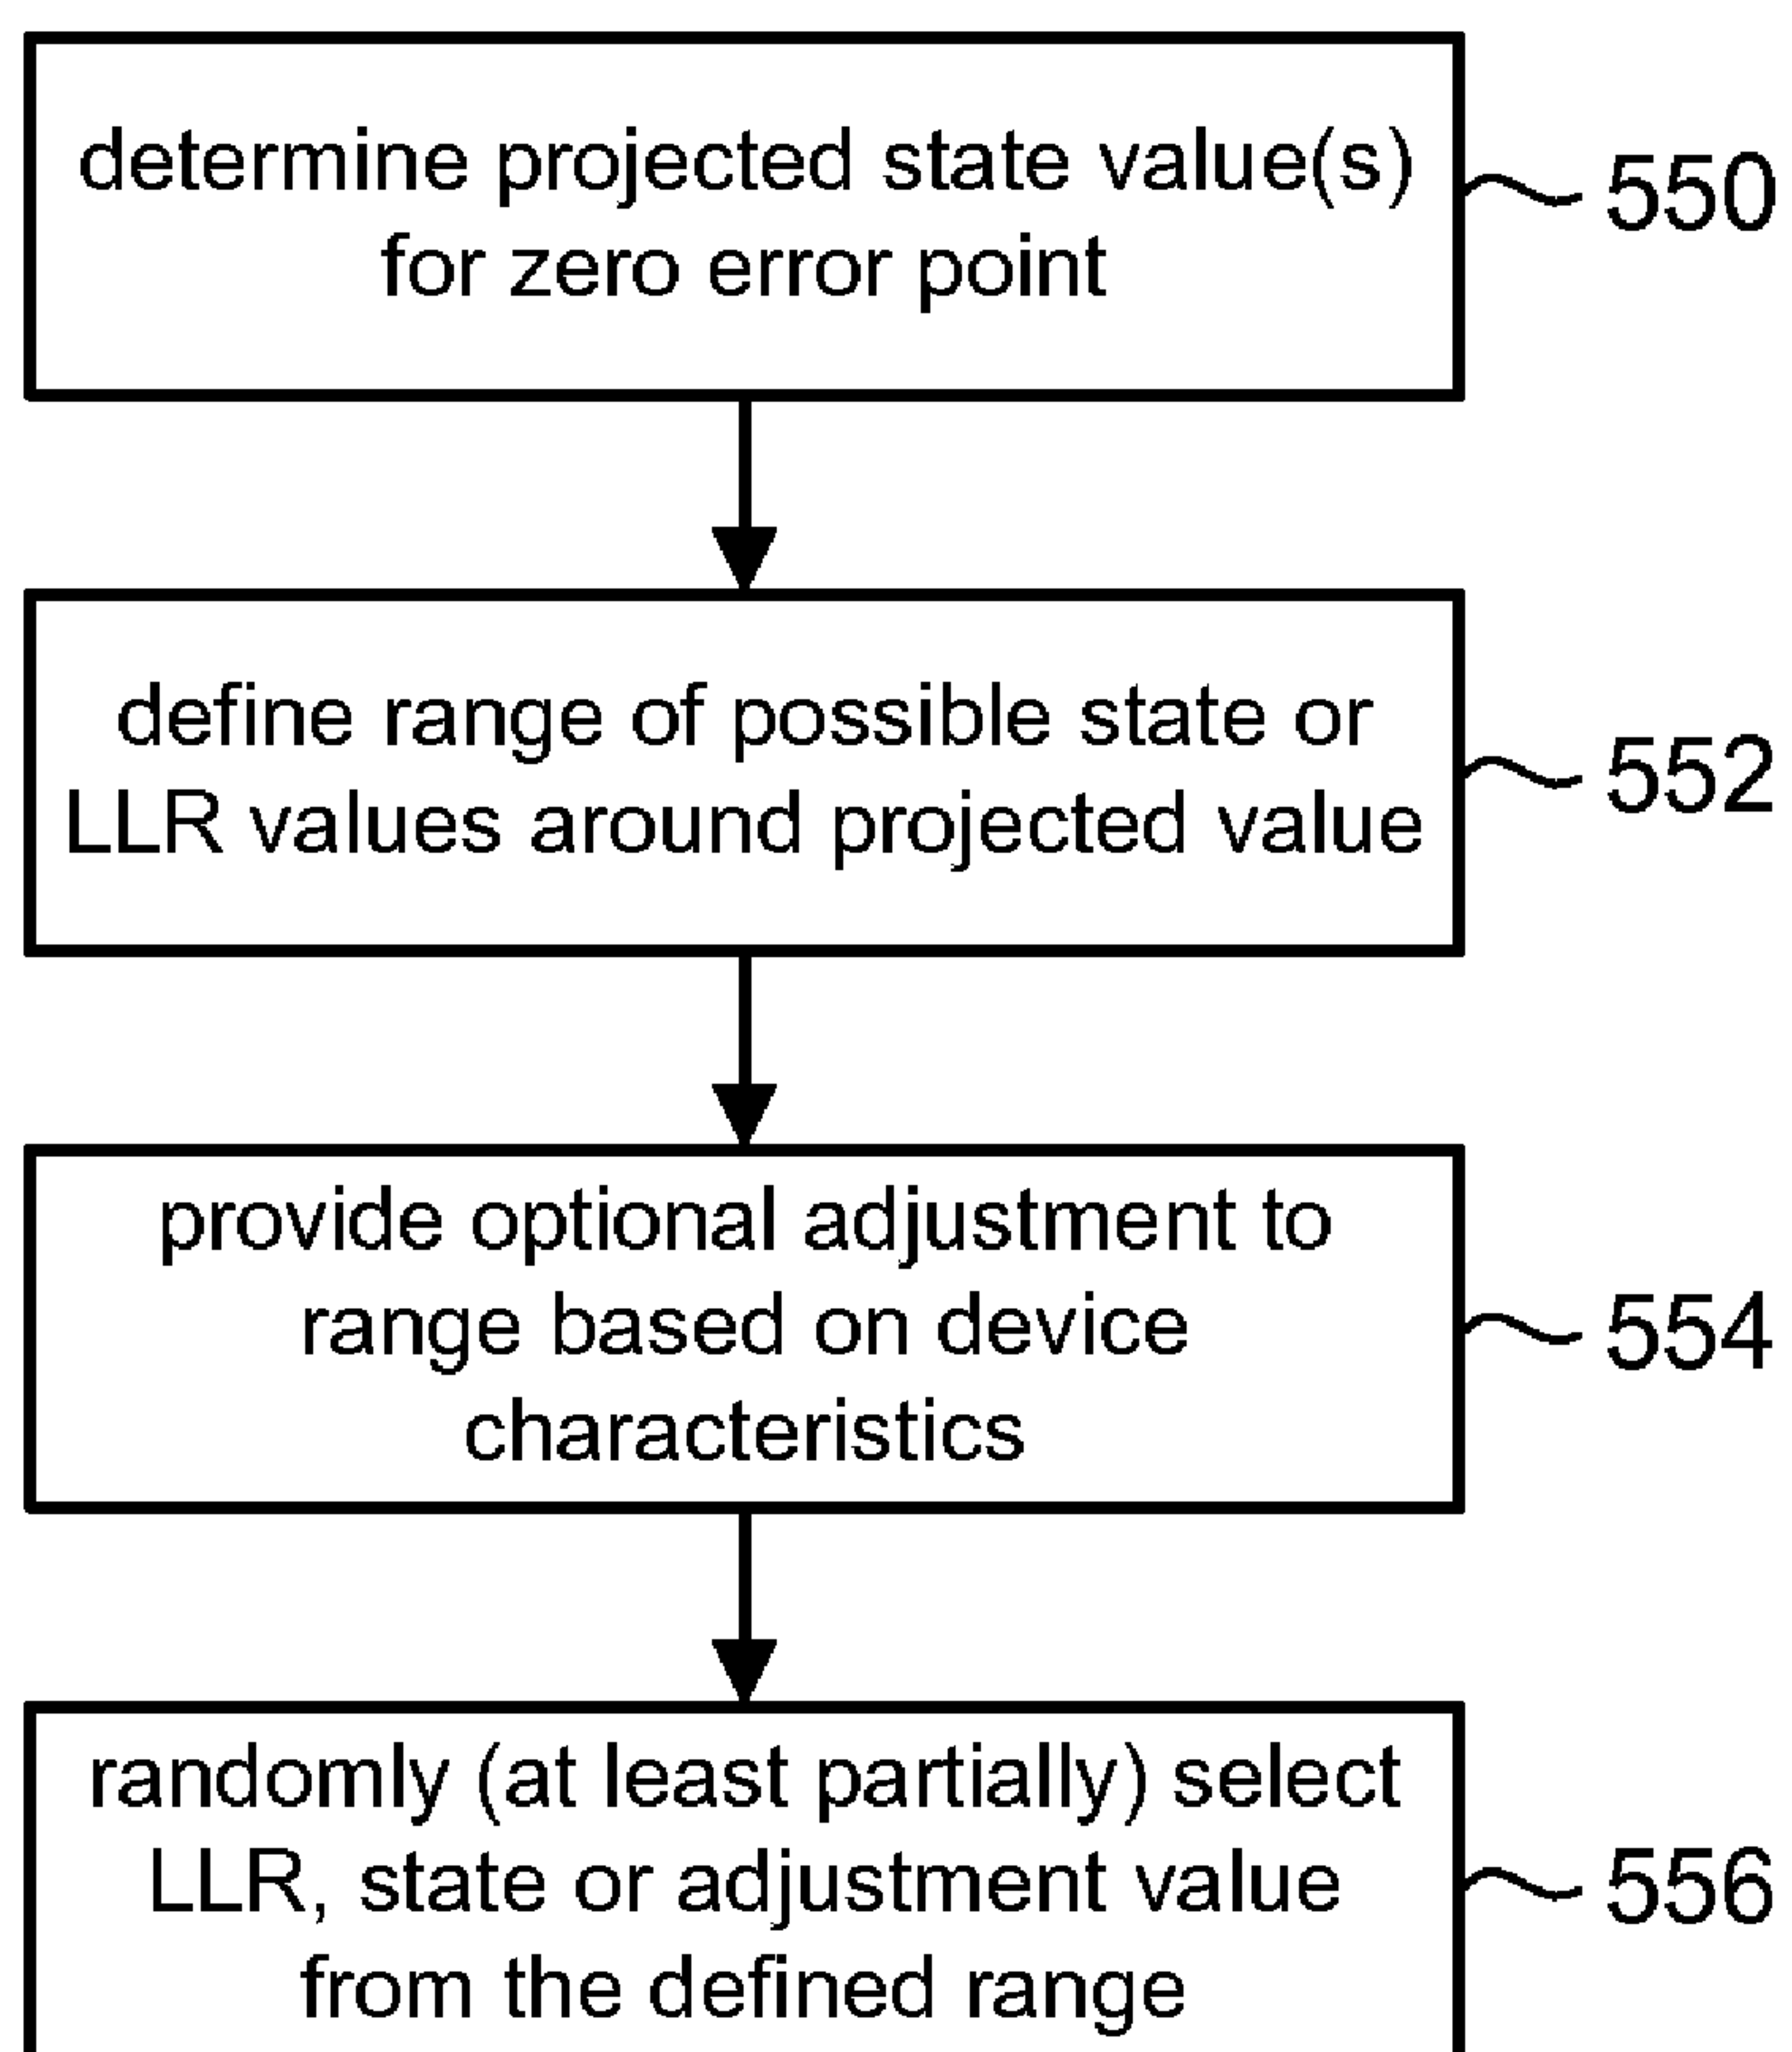 determine projected state value(s)
for zero error point
550
define range of possible state or
LLR values around projected value
552
provide optional adjustment to
range based on device
characteristics
554
randomly (at least partially) select
LLR, state or adjustment value
from the defined range
556